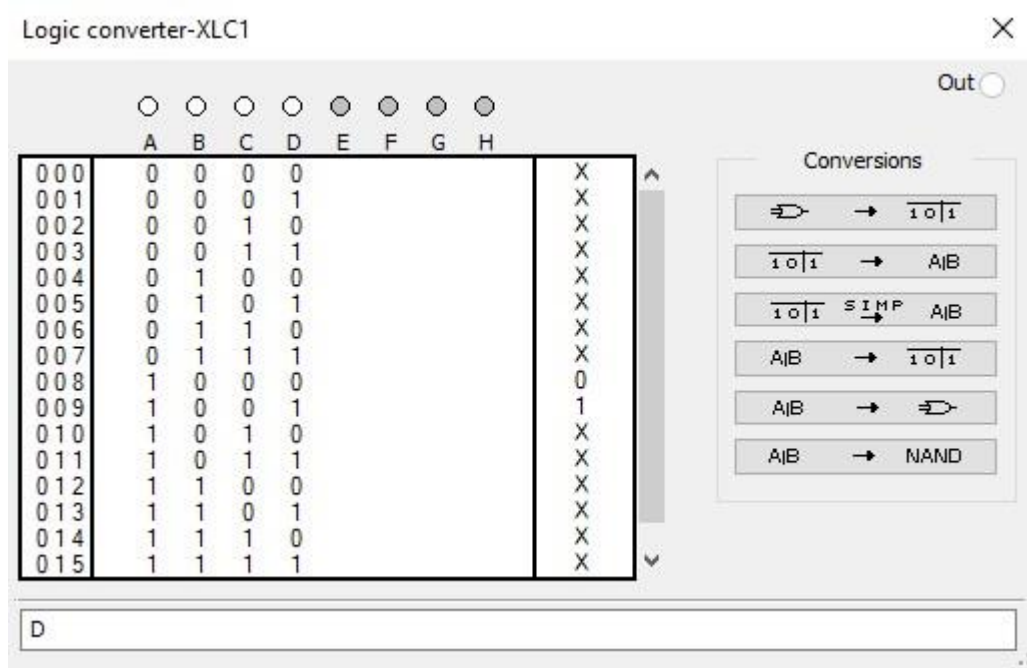 Logic converter-XLC1
Out
A B C D E F G H
000 0 0 0 0 X
001 0 0 0 1 X
002 0 0 1 0 X
003 0 0 1 1 X
004 0 1 0 0 X
005 0 1 0 1 X
006 0 1 1 0 X
007 0 1 1 1 X
008 1 0 0 0 0
009 1 0 0 1 1
010 1 0 1 0 X
011 1 0 1 1 X
012 1 1 0 0 X
013 1 1 0 1 X
014 1 1 1 0 X
015 1 1 1 1 X
Conversions
→ 1 0|1
1 0|1 → A|B
1 0|1 SIMP → A|B
A|B → 1 0|1
A|B →
A|B → NAND
D